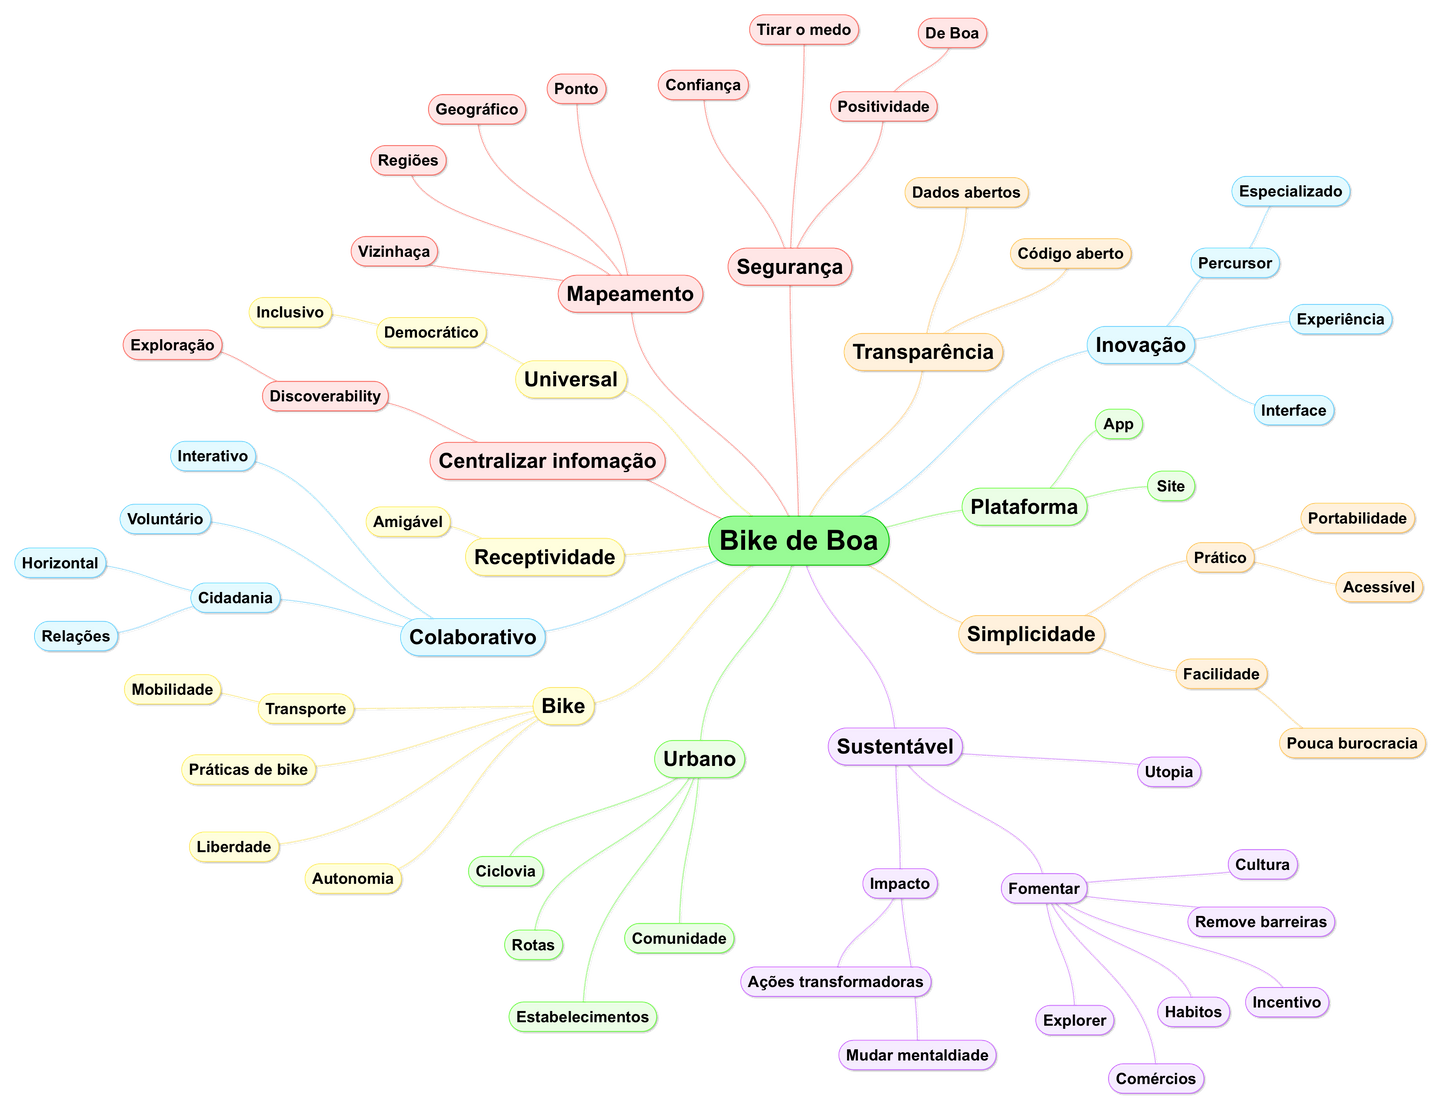 Bike de Boa
Segurança
Confiança
Tirar o medo
Positividade
De Boa
Transparência
Dados abertos
Código aberto
Inovação
Percursor
Especializado
Experiência
Interface
Plataforma
App
Site
Simplicidade
Prático
Portabilidade
Acessível
Facilidade
Pouca burocracia
Sustentável
Utopia
Fomentar
Cultura
Remove barreiras
Incentivo
Habitos
Comércios
Explorer
Impacto
Ações transformadoras
Mudar mentaldiade
Urbano
Comunidade
Estabelecimentos
Rotas
Ciclovia
Bike
Autonomia
Liberdade
Práticas de bike
Transporte
Mobilidade
Colaborativo
Cidadania
Relações
Horizontal
Voluntário
Interativo
Receptividade
Amigável
Centralizar infomação
Discoverability
Exploração
Universal
Democrático
Inclusivo
Mapeamento
Vizinhaça
Regiões
Geográfico
Ponto